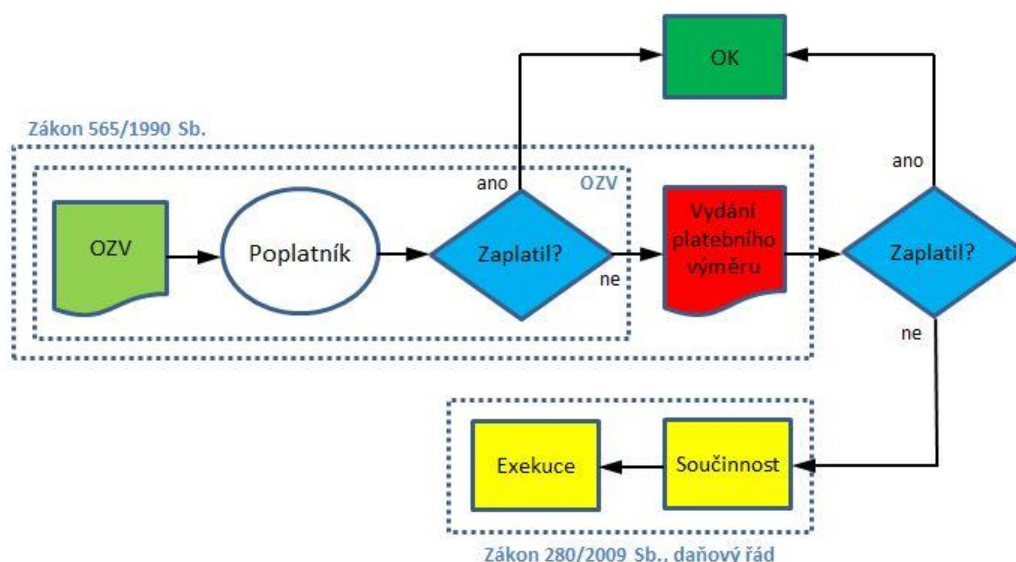 OK
Zákon 565/1990 Sb.
ano
OZV
ano
OZV
Poplatník
Zaplatil?
ne
Vydání
platebního
výměru
Zaplatil?
ne
Exekuce
Součinnost
Zákon 280/2009 Sb., daňový řád